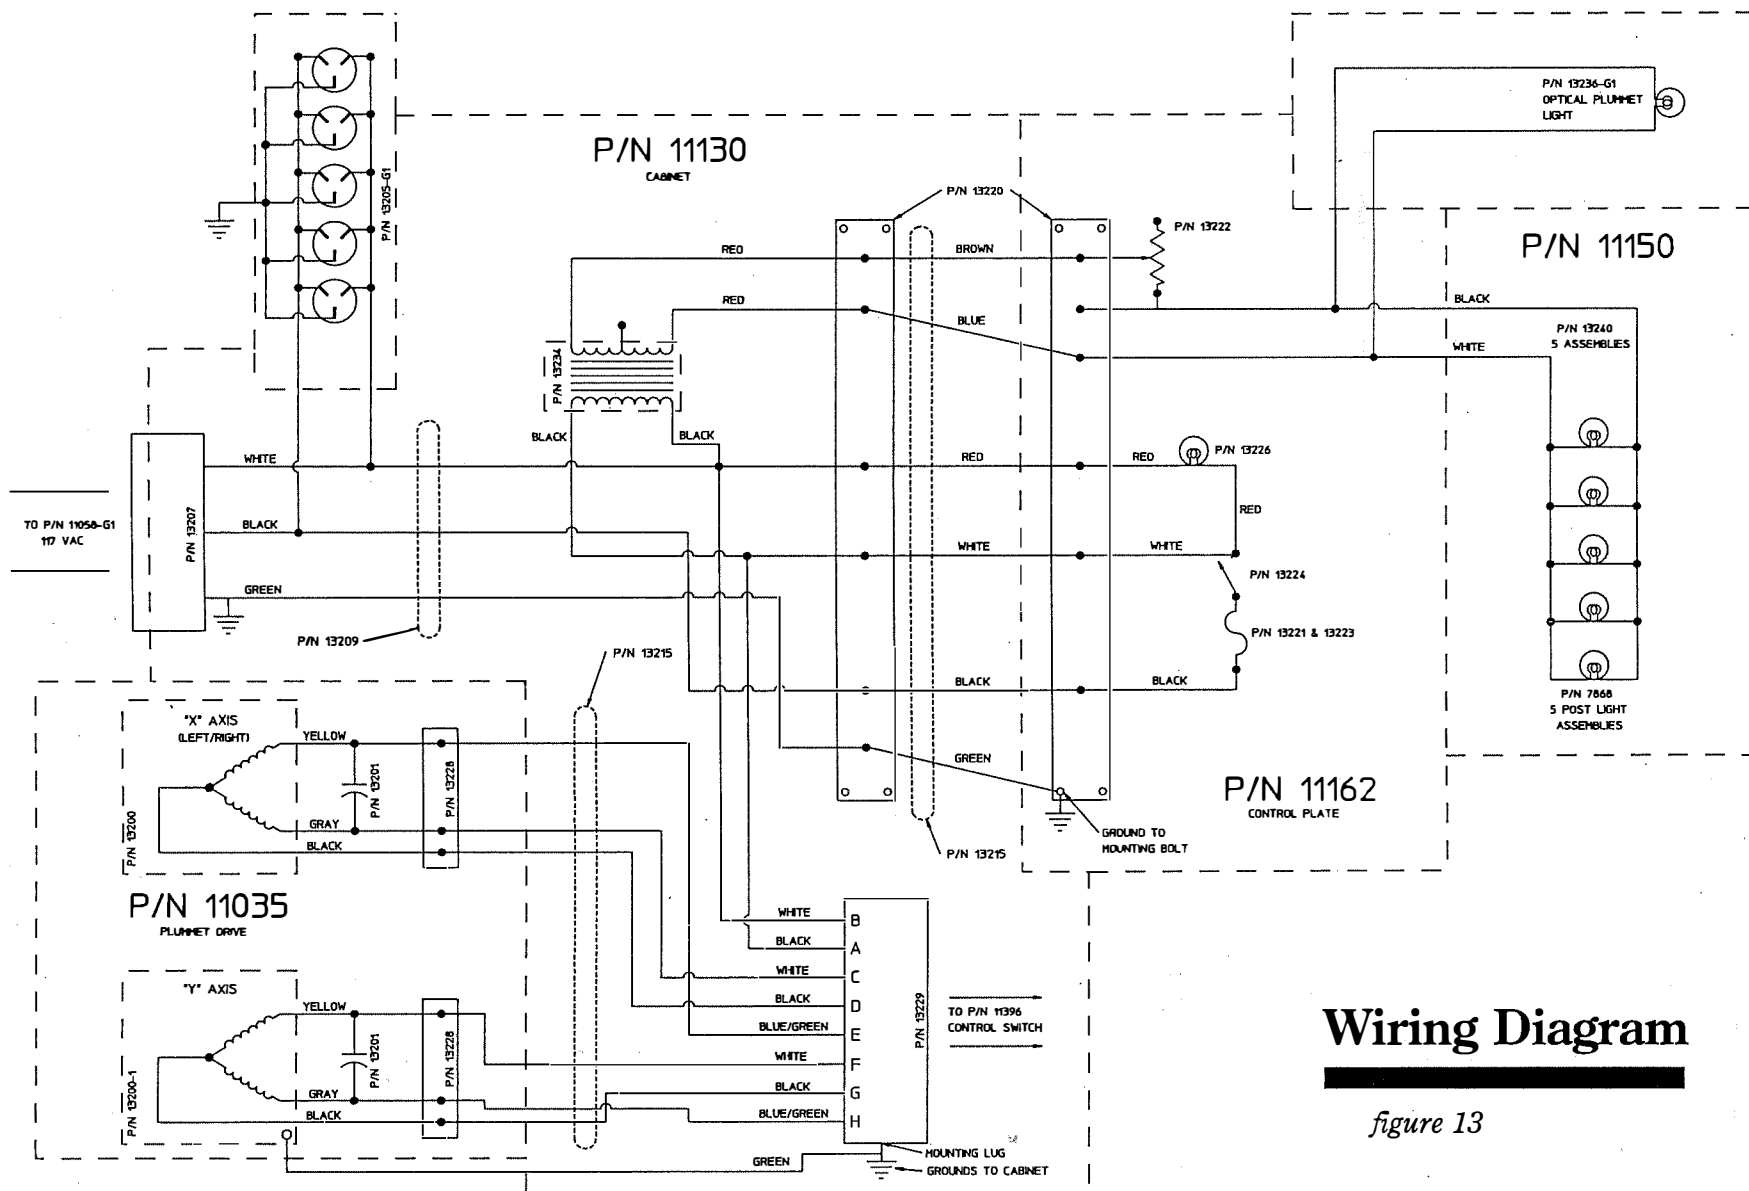 P/N 13205-G1
P/N 11130
CABINET
P/N 13236-G1
OPTICAL PLUMMET
LIGHT
P/N 13220
P/N 13222
P/N 11150
RED
BROWN
RED
BLUE
BLACK
P/N 13240
5 ASSEMBLIES
WHITE
P/N 13234
BLACK
BLACK
WHITE
RED
RED
P/N 13226
RED
TO P/N 11058-G1
117 VAC
P/N 13207
BLACK
WHITE
WHITE
P/N 13224
GREEN
P/N 13209
P/N 13221 & 13223
P/N 13215
BLACK
BLACK
P/N 7868
5 POST LIGHT
ASSEMBLIES
"X" AXIS
(LEFT/RIGHT)
YELLOW
P/N 13201
P/N 13228
GREEN
P/N 11162
CONTROL PLATE
P/N 13200
GRAY
BLACK
GROUND TO
MOUNTING BOLT
P/N 13215
P/N 11035
PLUMMET DRIVE
WHITE B
BLACK A
WHITE C
BLACK D
BLUE/GREEN E
WHITE F
BLACK G
BLUE/GREEN H
P/N 13229
TO P/N 11396
CONTROL SWITCH
"Y" AXIS
YELLOW
P/N 13201
P/N 13228
P/N 13200-1
GRAY
BLACK
GREEN
MOUNTING LUG
GROUNDS TO CABINET
Wiring Diagram
figure 13